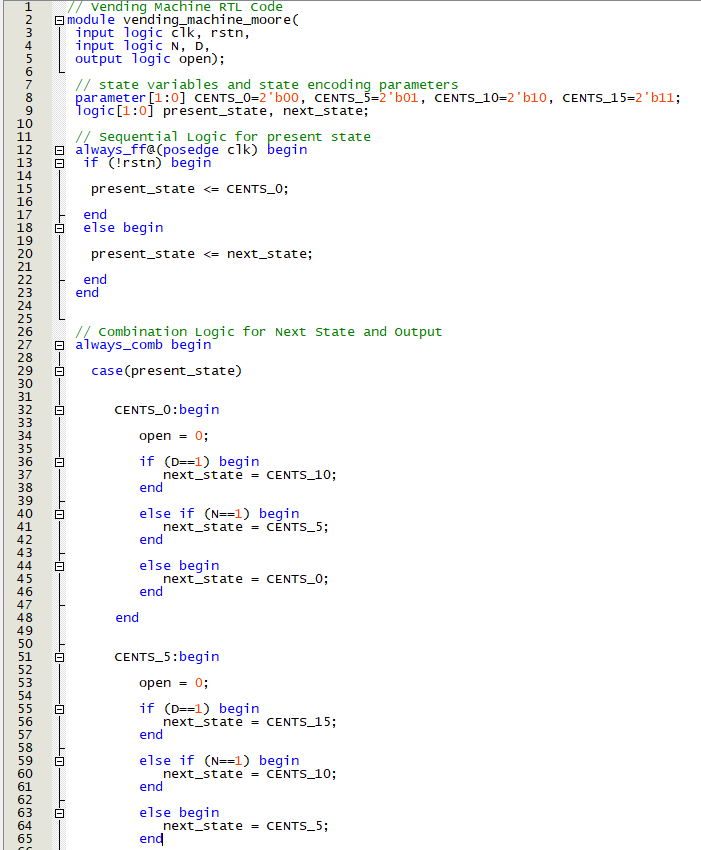 1 // Vending Machine RTL Code
2 module vending_machine_moore(
3 input logic clk, rstn,
4 input logic N, D,
5 output logic open);
6
7 // state variables and state encoding parameters
8 parameter[1:0] CENTS_0=2'b00, CENTS_5=2'b01, CENTS_10=2'b10, CENTS_15=2'b11;
9 logic[1:0] present_state, next_state;
10
11 // Sequential Logic for present state
12 always_ff@(posedge clk) begin
13 if (!rstn) begin
14
15 present_state <= CENTS_0;
16
17 end
18 else begin
19
20 present_state <= next_state;
21
22 end
23 end
24
25
26 // Combination Logic for Next State and Output
27 always_comb begin
28
29 case(present_state)
30
31
32 CENTS_0:begin
33
34 open = 0;
35
36 if (D==1) begin
37 next_state = CENTS_10;
38 end
39
40 else if (N==1) begin
41 next_state = CENTS_5;
42 end
43
44 else begin
45 next_state = CENTS_0;
46 end
47
48 end
49
50
51 CENTS_5:begin
52
53 open = 0;
54
55 if (D==1) begin
56 next_state = CENTS_15;
57 end
58
59 else if (N==1) begin
60 next_state = CENTS_10;
61 end
62
63 else begin
64 next_state = CENTS_5;
65 end